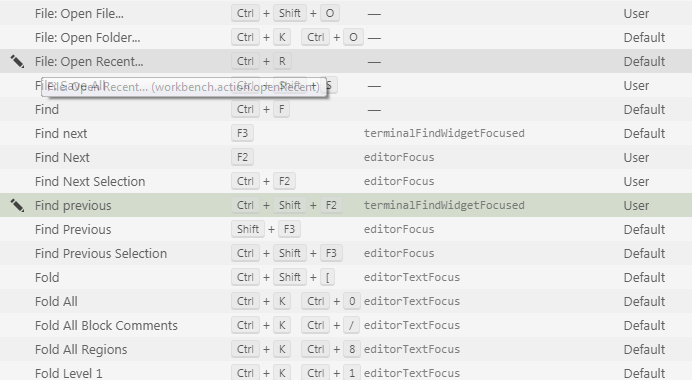 File: Open File... Ctrl + Shift + O — User
File: Open Folder... Ctrl + K Ctrl + O — Default
File: Open Recent... Ctrl + R — Default
File: Save All Ctrl + Shift + S — User
File: Open Recent... (workbench.action.openRecent)
Find Ctrl + F — Default
Find next F3 terminalFindWidgetFocused Default
Find Next F2 editorFocus User
Find Next Selection Ctrl + F2 editorFocus User
Find previous Ctrl + Shift + F2 terminalFindWidgetFocused User
Find Previous Shift + F3 editorFocus Default
Find Previous Selection Ctrl + Shift + F3 editorFocus Default
Fold Ctrl + Shift + [ editorTextFocus Default
Fold All Ctrl + K Ctrl + 0 editorTextFocus Default
Fold All Block Comments Ctrl + K Ctrl + / editorTextFocus Default
Fold All Regions Ctrl + K Ctrl + 8 editorTextFocus Default
Fold Level 1 Ctrl + K Ctrl + 1 editorTextFocus Default